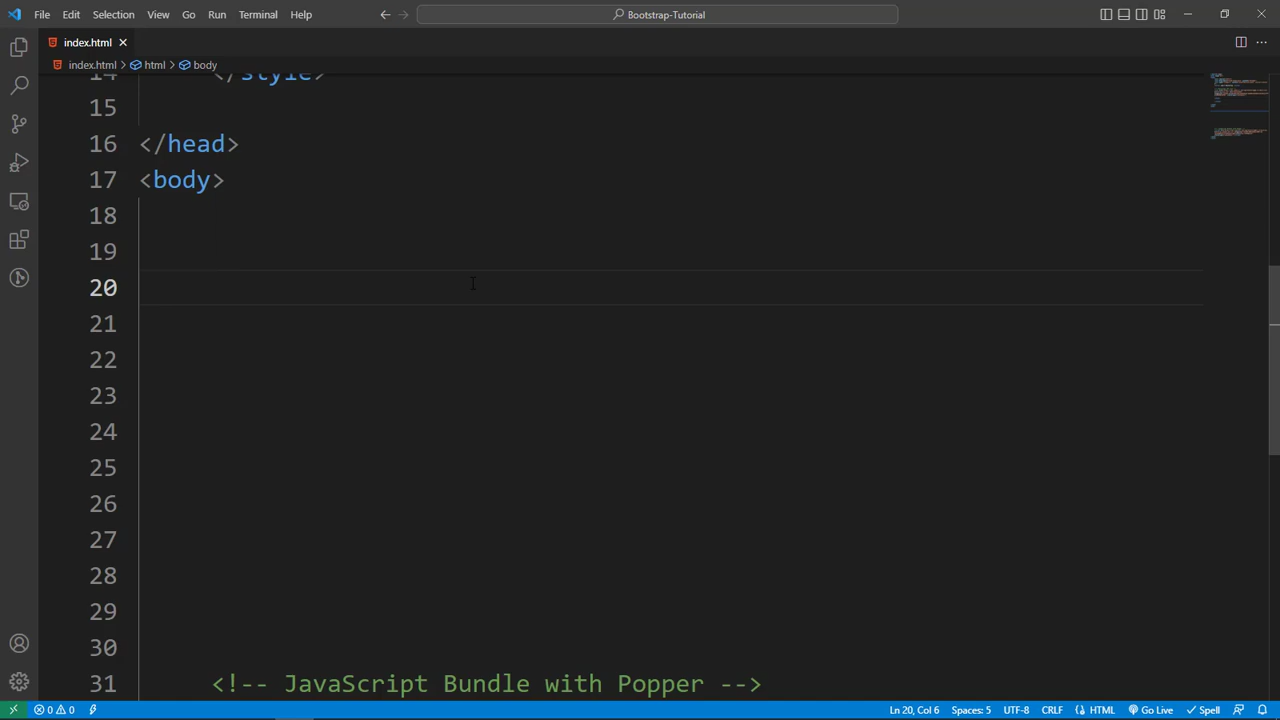 File Edit Selection View Go Run Terminal Help Bootstrap-Tutorial
index.html
index.html > html > body
14 </style>
15
16 </head>
17 <body>
18
19
20
21
22
23
24
25
26
27
28
29
30
31 <!-- JavaScript Bundle with Popper -->
0 0 Ln 20, Col 6 Spaces: 5 UTF-8 CRLF HTML Go Live Spell